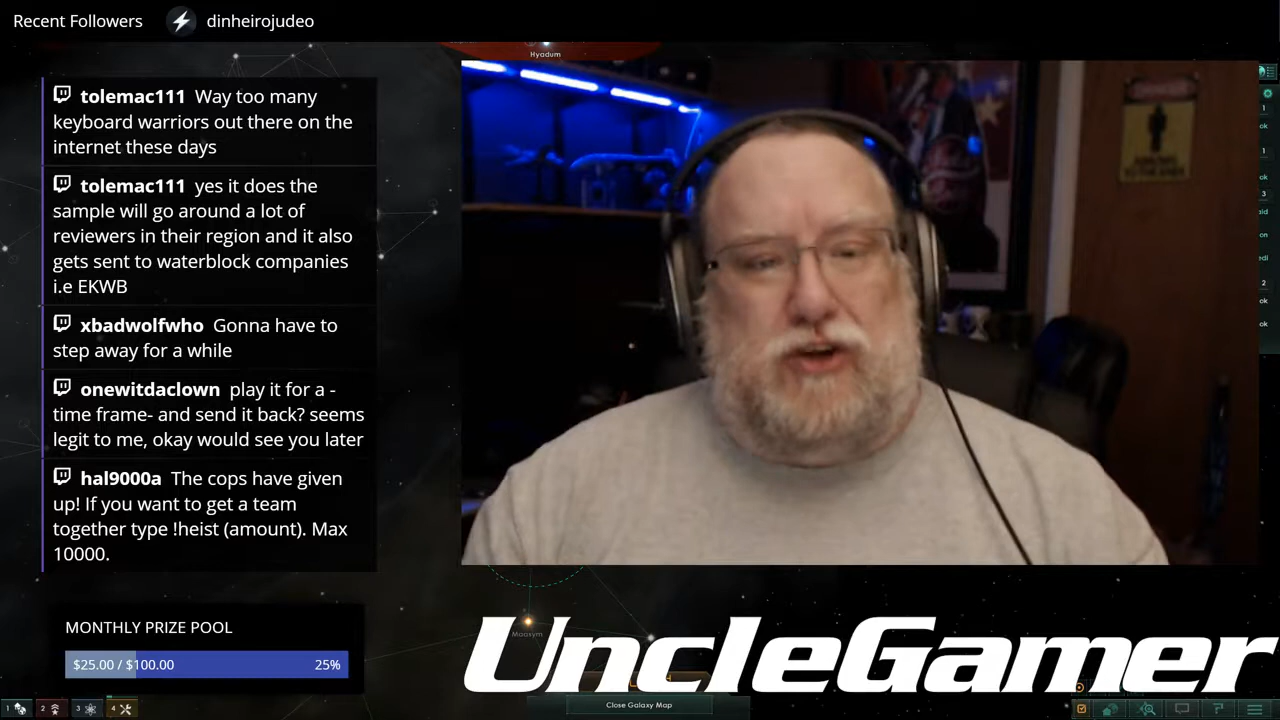 Recent Followers dinheirojudeo
Hyadum
tolemac111 Way too many
keyboard warriors out there on the
internet these days
tolemac111 yes it does the
sample will go around a lot of
reviewers in their region and it also
gets sent to waterblock companies
i.e EKWB
xbadwolfwho Gonna have to
step away for a while
onewitdaclown play it for a -
time frame- and send it back? seems
legit to me, okay would see you later
hal9000a The cops have given
up! If you want to get a team
together type !heist (amount). Max
10000.
MONTHLY PRIZE POOL
$25.00 / $100.00 25%
UncleGamer
Close Galaxy Map
1 2 3 4